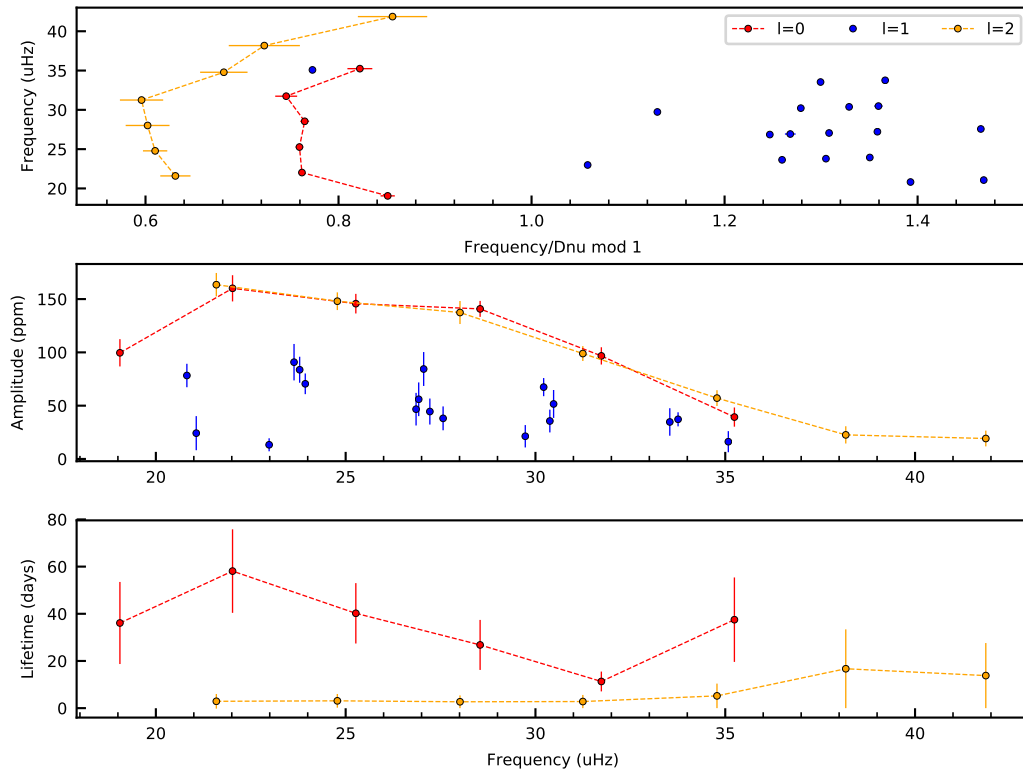 Frequency (uHz)
40
35
30
25
20
l=0 l=1 l=2
0.6 0.8 1.0 1.2 1.4
Frequency/Dnu mod 1
Amplitude (ppm)
150
100
50
0
20 25 30 35 40
Lifetime (days)
80
60
40
20
0
20 25 30 35 40
Frequency (uHz)